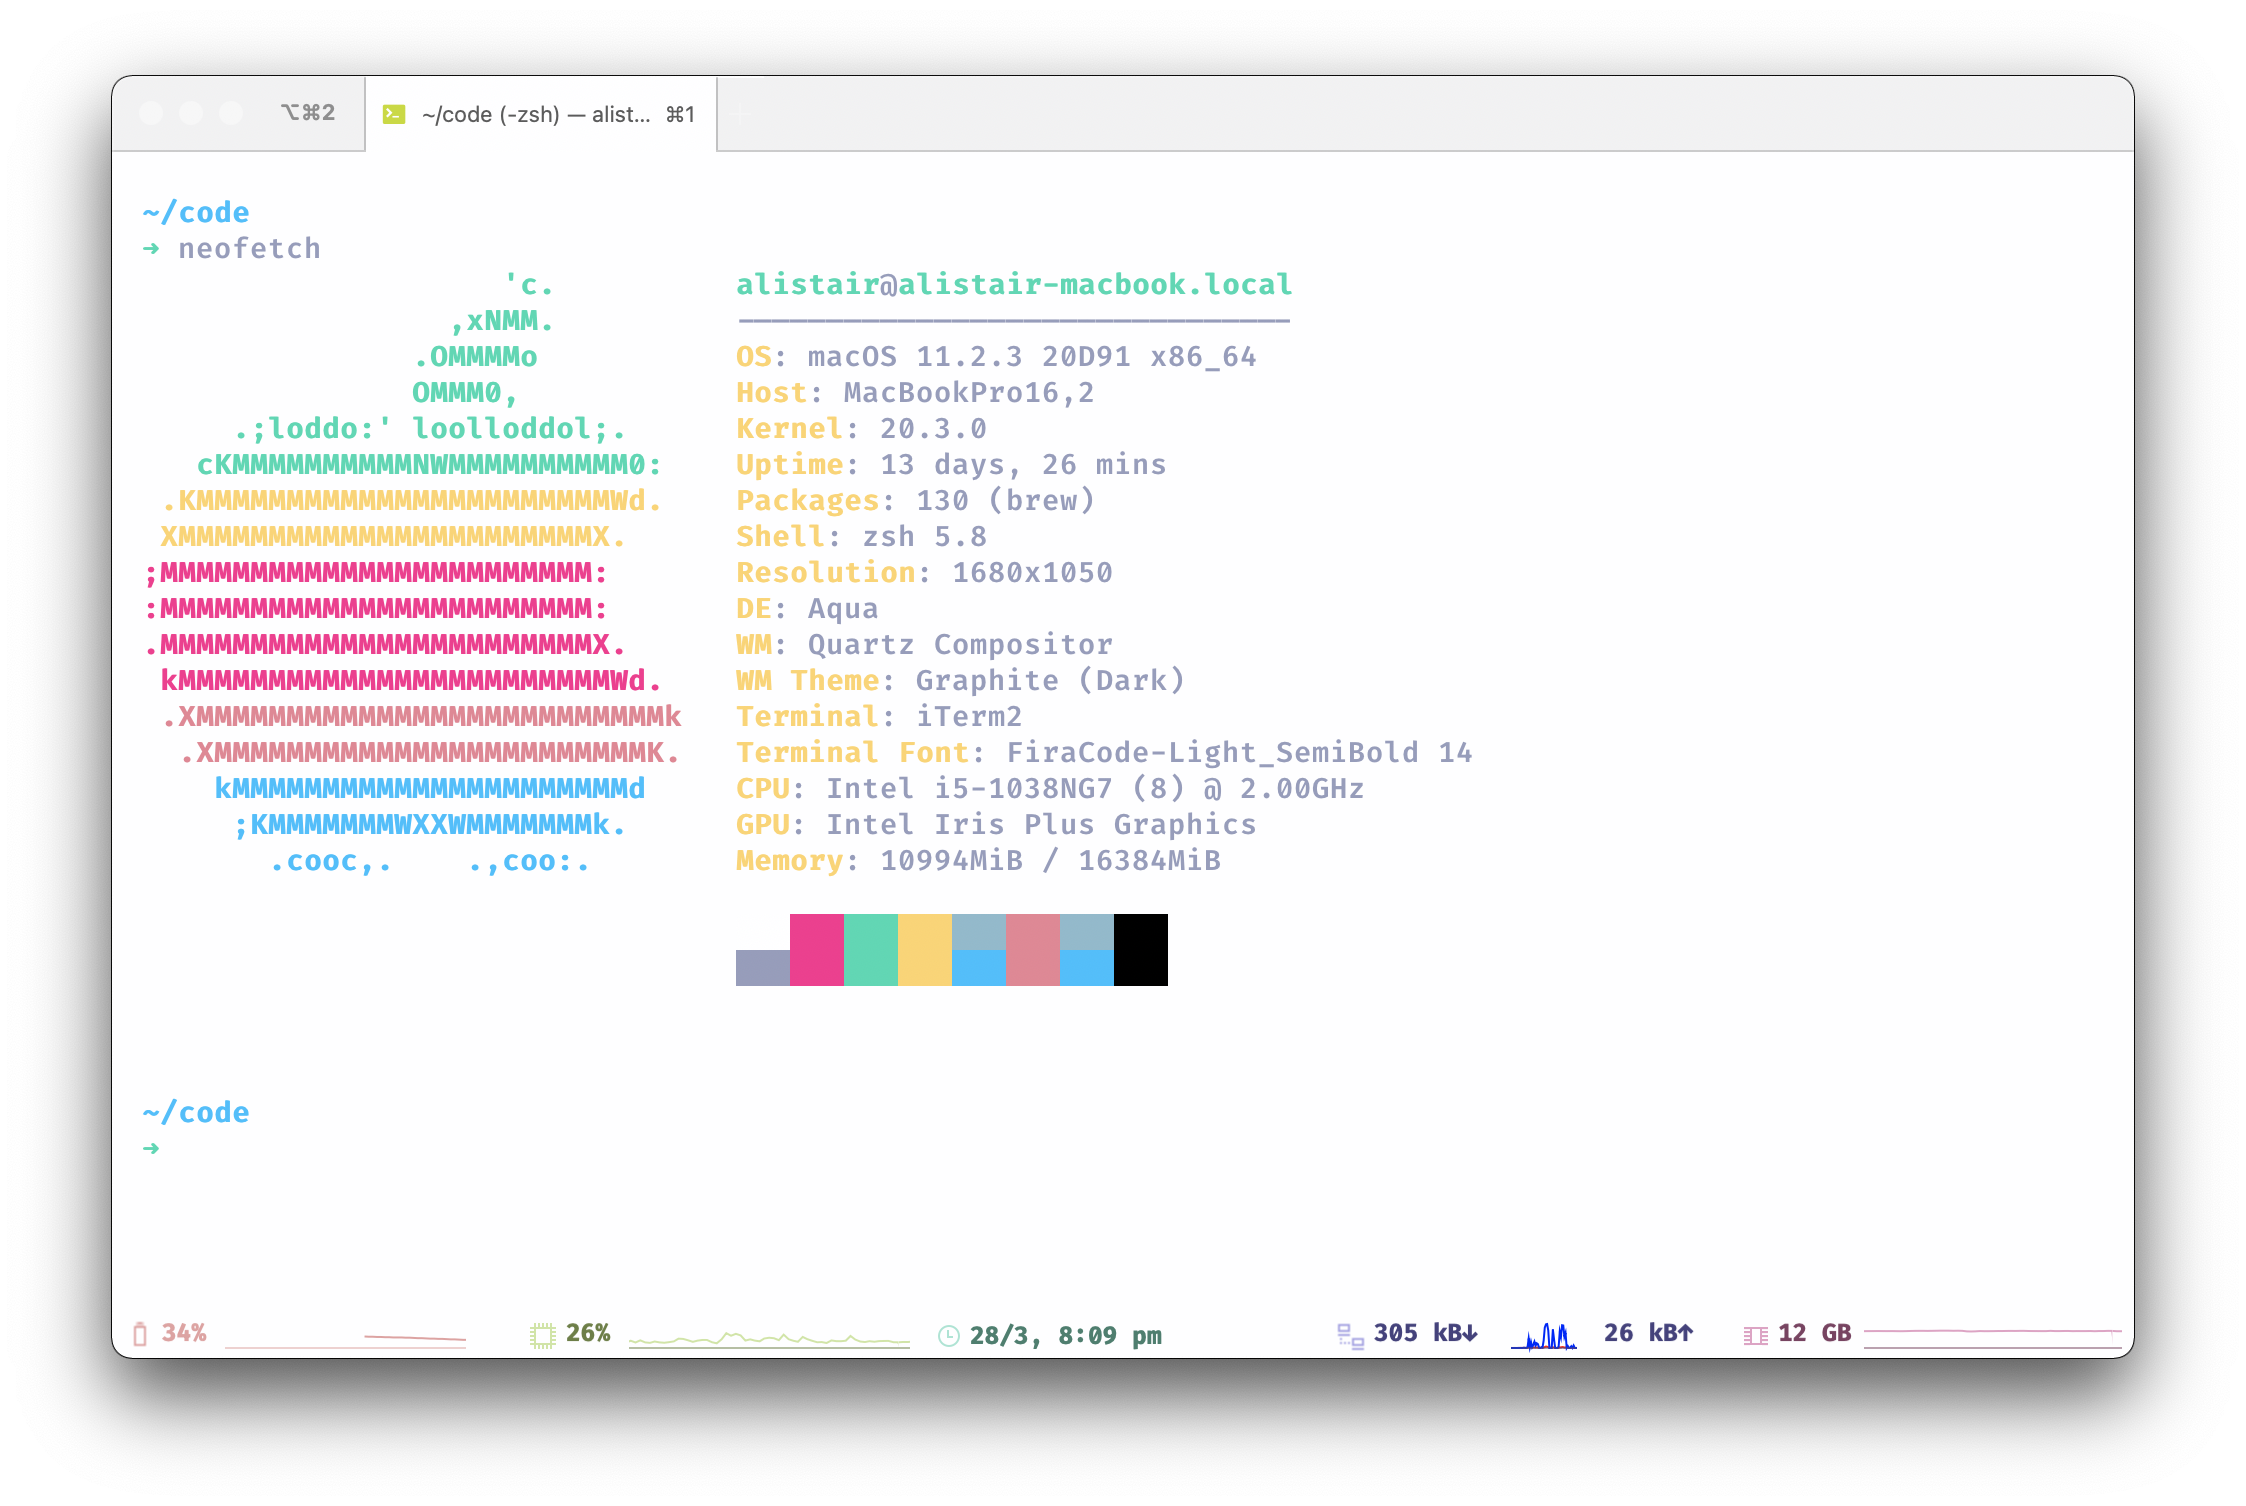 ⌥⌘2
~/code (-zsh) — alist... ⌘1
~/code
➜ neofetch
'c.
,xNMM.
.OMMMMo
OMMM0,
.;loddo:' loolloddol;.
cKMMMMMMMMMMNWMMMMMMMMMM0:
.KMMMMMMMMMMMMMMMMMMMMMMMWd.
XMMMMMMMMMMMMMMMMMMMMMMMX.
;MMMMMMMMMMMMMMMMMMMMMMMM:
:MMMMMMMMMMMMMMMMMMMMMMMM:
.MMMMMMMMMMMMMMMMMMMMMMMMX.
kMMMMMMMMMMMMMMMMMMMMMMMMWd.
.XMMMMMMMMMMMMMMMMMMMMMMMMMMk
.XMMMMMMMMMMMMMMMMMMMMMMMMK.
kMMMMMMMMMMMMMMMMMMMMMMd
;KMMMMMMMWXXWMMMMMMMk.
.cooc,. .,coo:.
alistair@alistair-macbook.local
-------------------------------
OS: macOS 11.2.3 20D91 x86_64
Host: MacBookPro16,2
Kernel: 20.3.0
Uptime: 13 days, 26 mins
Packages: 130 (brew)
Shell: zsh 5.8
Resolution: 1680x1050
DE: Aqua
WM: Quartz Compositor
WM Theme: Graphite (Dark)
Terminal: iTerm2
Terminal Font: FiraCode-Light_SemiBold 14
CPU: Intel i5-1038NG7 (8) @ 2.00GHz
GPU: Intel Iris Plus Graphics
Memory: 10994MiB / 16384MiB
~/code
➜
34% 26% 28/3, 8:09 pm 305 kB↓ 26 kB↑ 12 GB